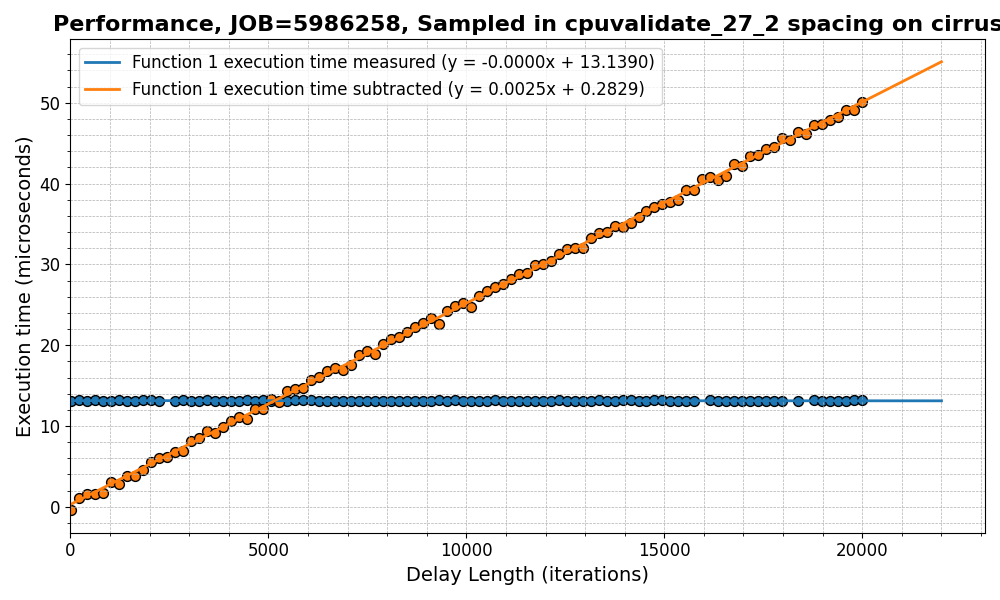 Performance, JOB=5986258, Sampled in cpuvalidate_27_2 spacing on cirrus
Function 1 execution time measured (y = -0.0000x + 13.1390)
Function 1 execution time subtracted (y = 0.0025x + 0.2829)
Execution time (microseconds)
50
40
30
20
10
0
0 5000 10000 15000 20000
Delay Length (iterations)